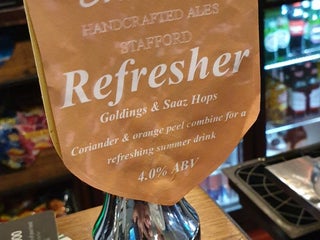 HANDCRAFTED ALES
STAFFORD
Refresher
Goldings & Saaz Hops
Coriander & orange peel combine for a
refreshing summer drink
4.0% ABV